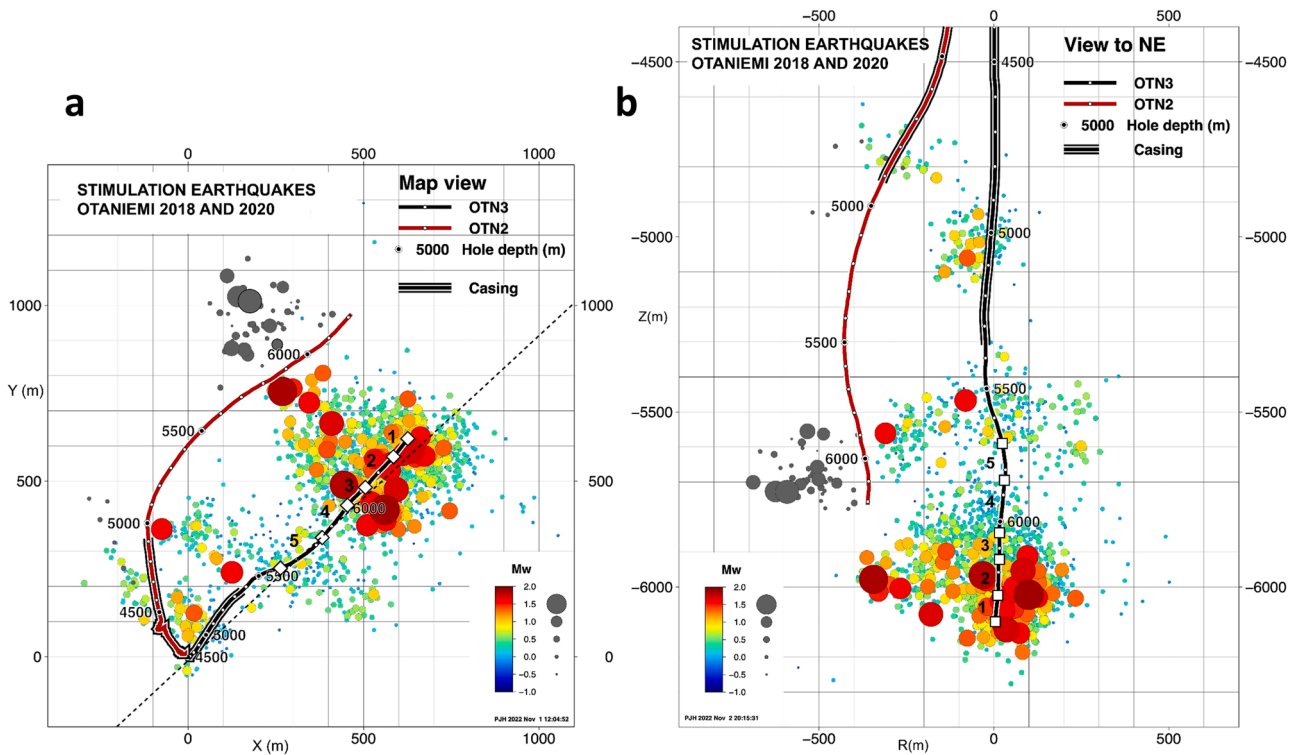 a
0
500
1000
STIMULATION EARTHQUAKES
OTANIEMI 2018 AND 2020
Map view
OTN3
OTN2
5000 Hole depth (m)
Casing
1000
1000
6000
Y (m)
5500
1
2
500
500
3
5000
4
6000
5
5500
4500
5000
4500
0
0
Mw
2.0
1.5
1.0
0.5
0.0
−0.5
−1.0
PJH 2022 Nov 1 12:04:52
0
500
1000
X (m)
b
−500
0
500
STIMULATION EARTHQUAKES
OTANIEMI 2018 AND 2020
View to NE
OTN3
OTN2
5000 Hole depth (m)
Casing
−4500
4500
−4500
5000
5000
−5000
−5000
Z(m)
5500
5500
−5500
−5500
6000
5
4
6000
3
2
1
−6000
−6000
Mw
2.0
1.5
1.0
0.5
0.0
−0.5
−1.0
PJH 2022 Nov 2 20:15:31
−500
0
500
R(m)